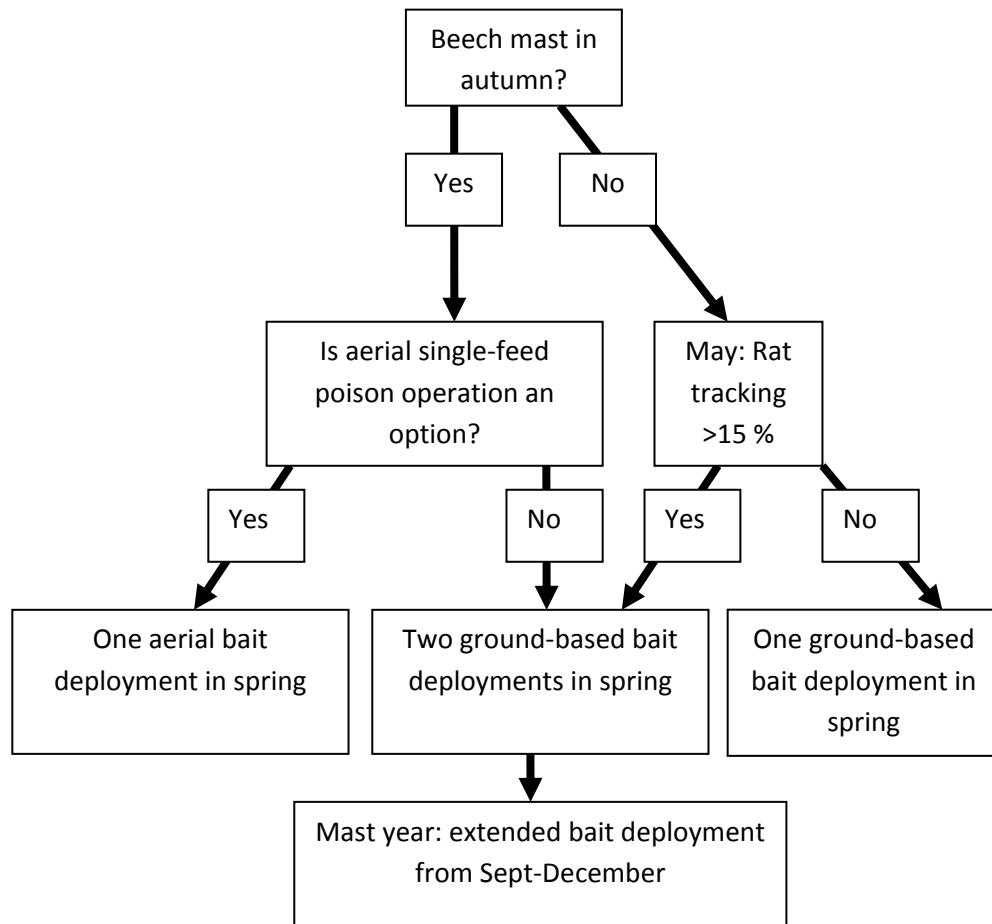 Beech mast in
autumn?
Yes
No
Is aerial single-feed
poison operation an
option?
May: Rat
tracking
>15 %
Yes
No
Yes
No
One aerial bait
deployment in spring
Two ground-based bait
deployments in spring
One ground-based
bait deployment in
spring
Mast year: extended bait deployment
from Sept-December